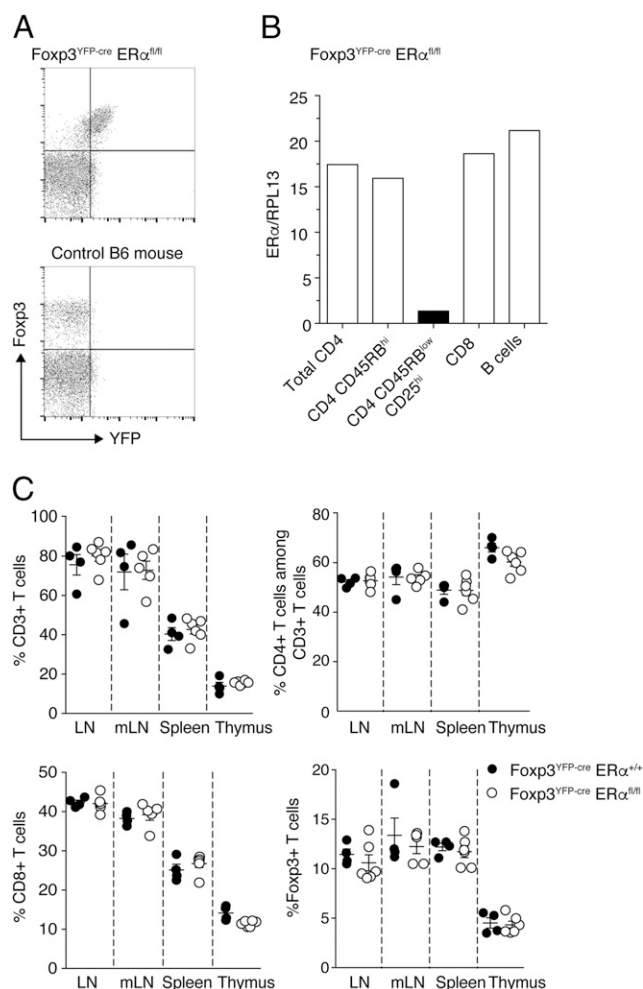 A
Foxp3YFP-cre ERαfl/fl
Control B6 mouse
Foxp3
YFP
B
Foxp3YFP-cre ERαfl/fl
25
20
15
10
5
0
ERα/RPL13
Total CD4
CD4 CD45RBhi
CD4 CD45RBlow
CD25hi
CD8
B cells
C
100
80
60
40
20
0
% CD3+ T cells
LN mLN Spleen Thymus
80
60
40
20
0
% CD4+ T cells among
CD3+ T cells
LN mLN Spleen Thymus
50
40
30
20
10
0
% CD8+ T cells
LN mLN Spleen Thymus
20
15
10
5
0
%Foxp3+ T cells
Foxp3YFP-cre ERα+/+
Foxp3YFP-cre ERαfl/fl
LN mLN Spleen Thymus